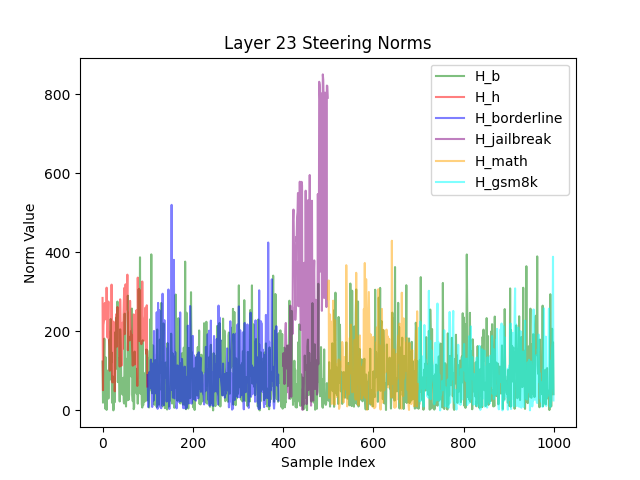 Layer 23 Steering Norms
Norm Value
800
600
400
200
0
0
200
400
600
800
1000
Sample Index
H_b
H_h
H_borderline
H_jailbreak
H_math
H_gsm8k